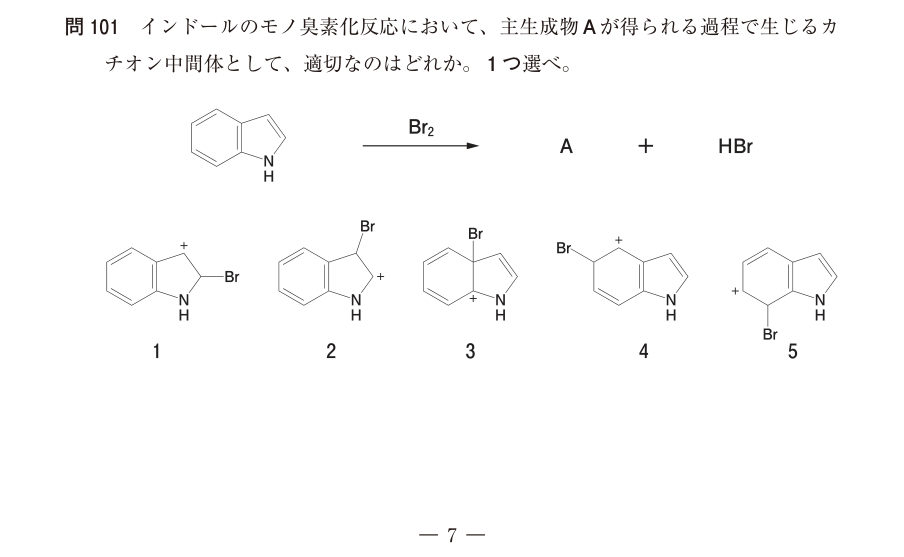 問 101 インドールのモノ臭素化反応において、主生成物 A が得られる過程で生じるカ
チオン中間体として、適切なのはどれか。1つ選べ。
Br₂
N
H
A + HBr
+
Br
N
H
Br
+
N
H
Br
+
N
H
Br
+
N
H
+
Br
N
H
1 2 3 4 5
― 7 ―